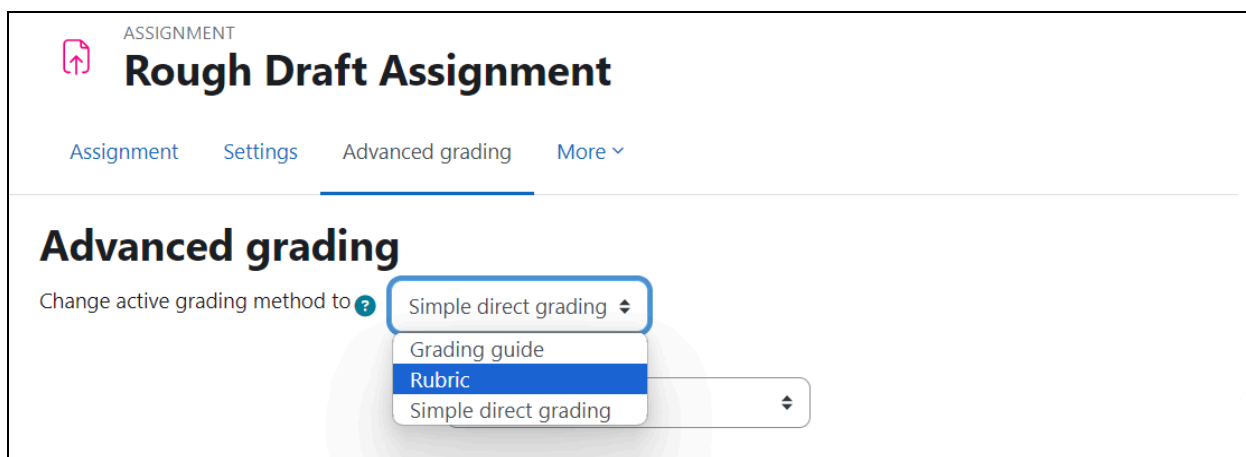 ASSIGNMENT
Rough Draft Assignment
Assignment Settings Advanced grading More
Advanced grading
Change active grading method to ? Simple direct grading
Grading guide
Rubric
Simple direct grading